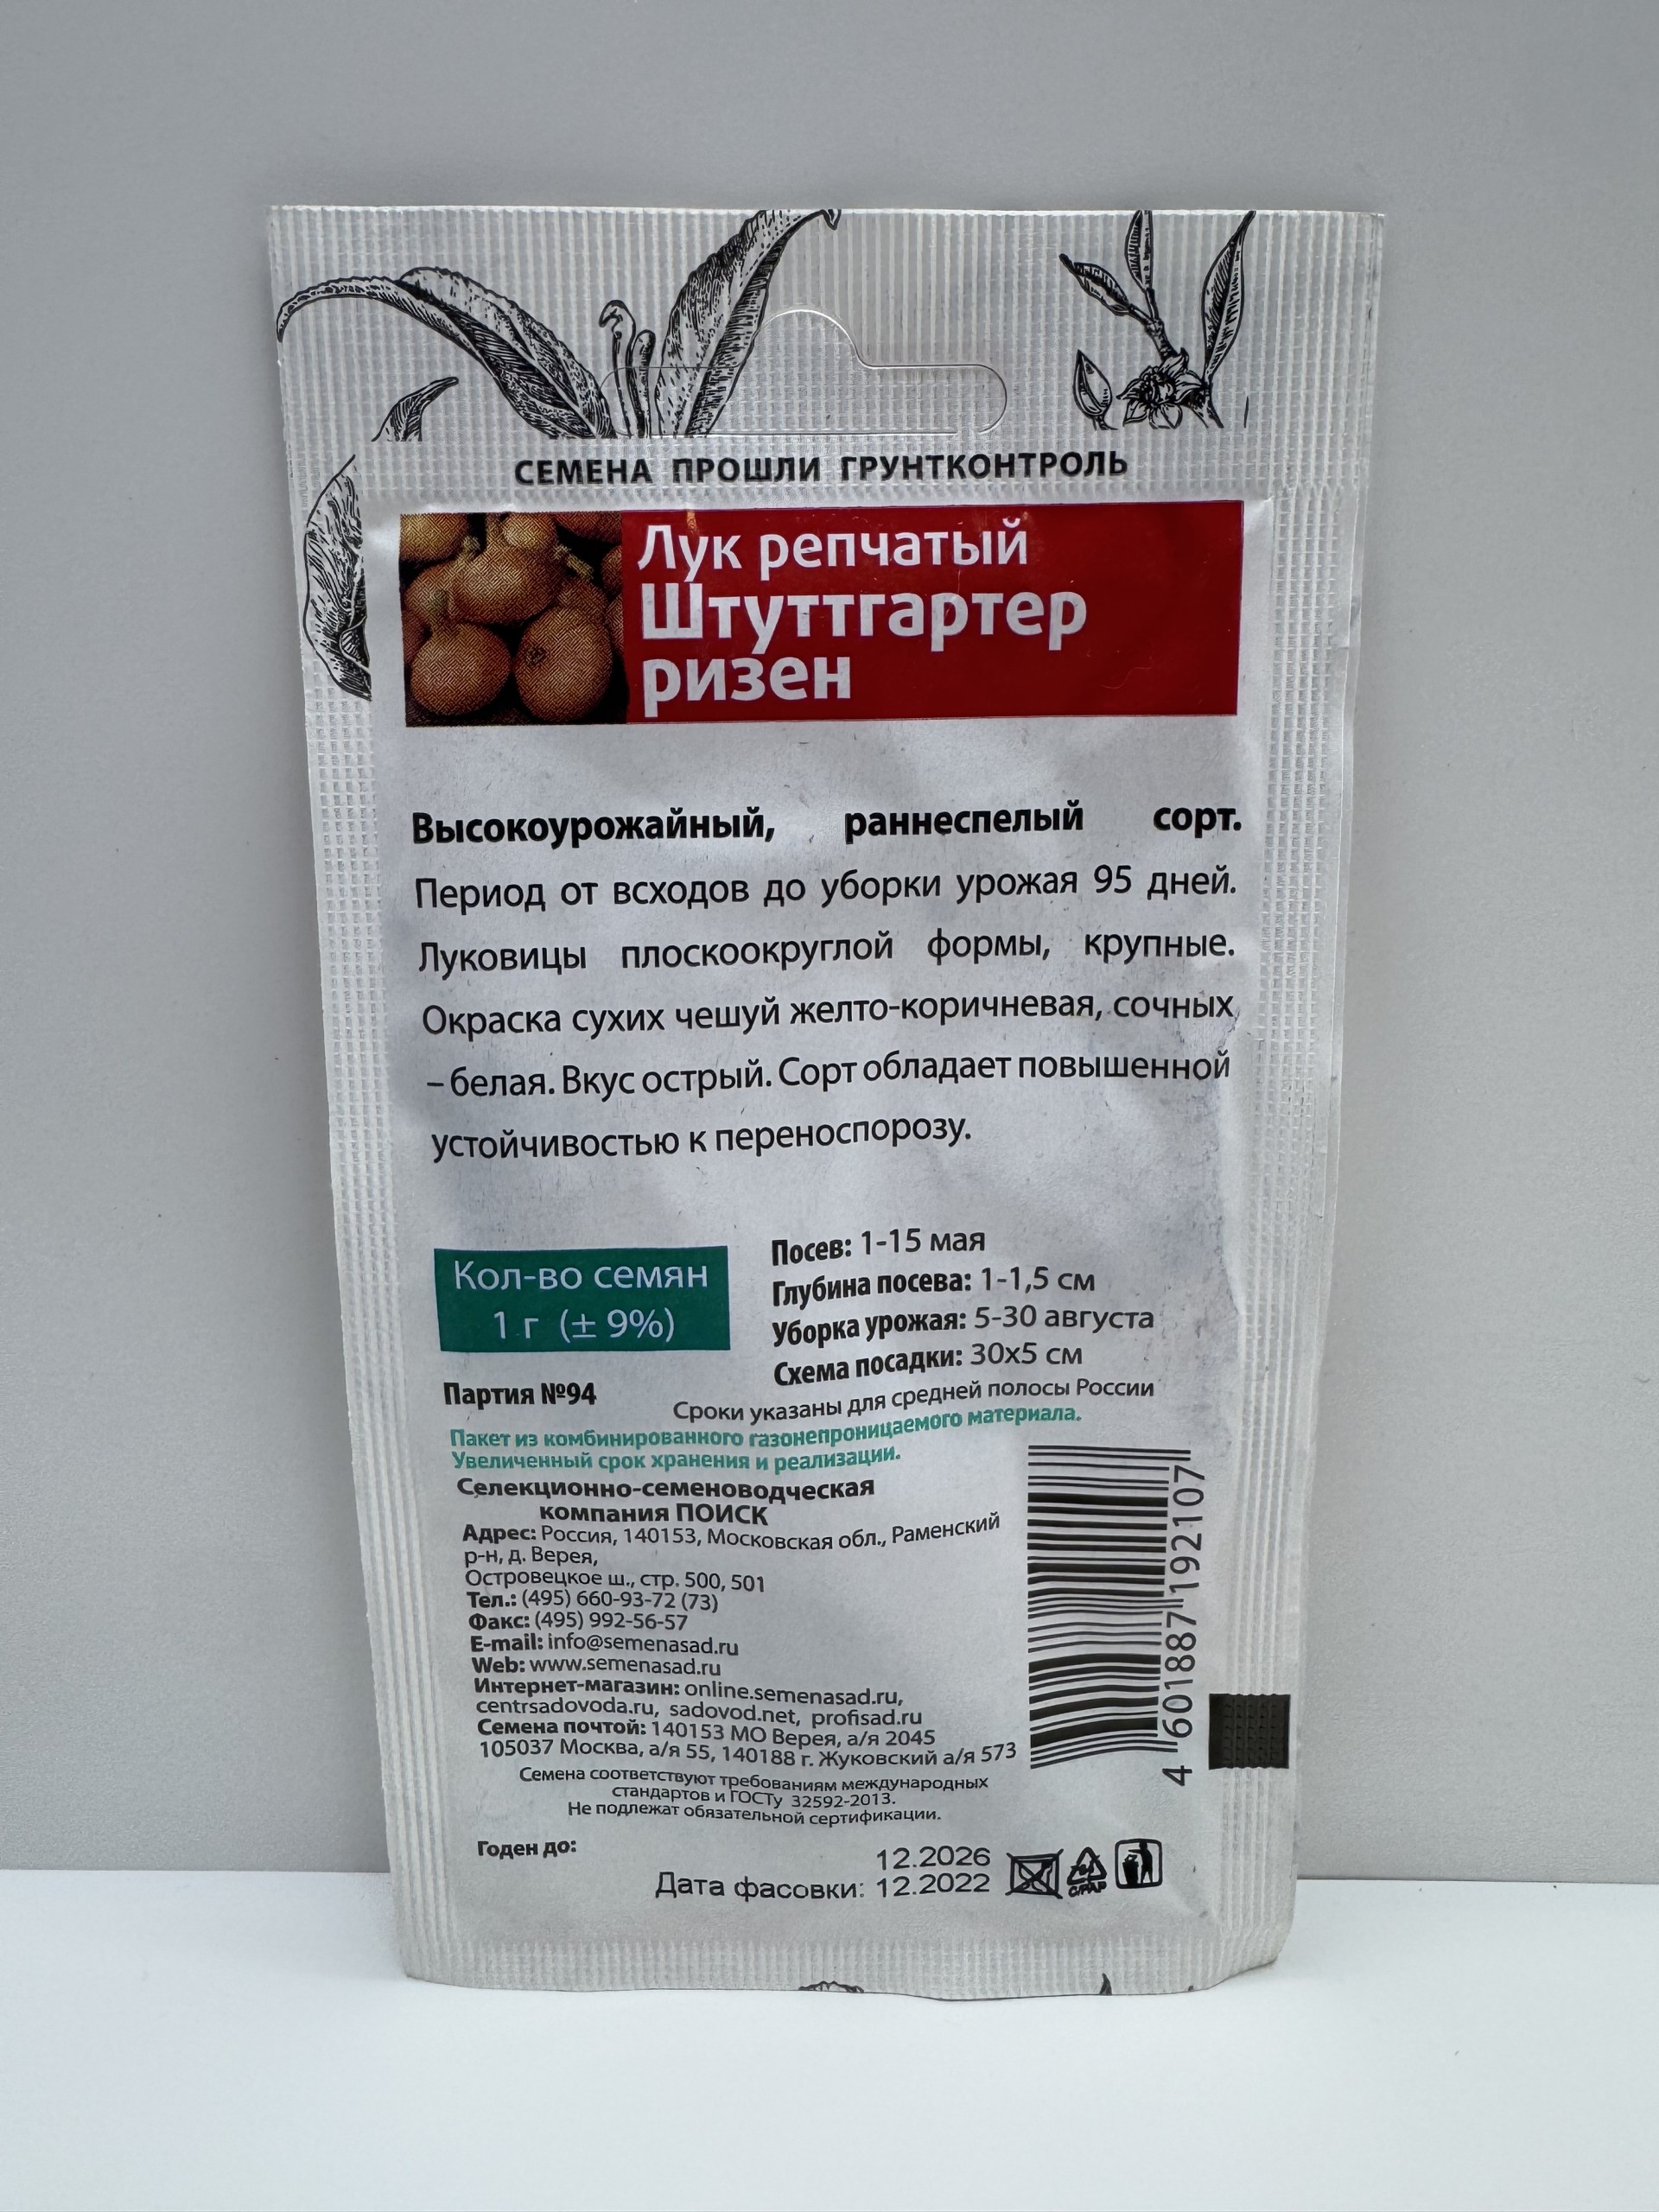 СЕМЕНА ПРОШЛИ ГРУНТКОНТРОЛЬ
Лук репчатый
Штуттгартер
ризен
Высокоурожайный, раннеспелый сорт.
Период от всходов до уборки урожая 95 дней.
Луковицы плоскоокруглой формы, крупные.
Окраска сухих чешуй желто-коричневая, сочных
– белая. Вкус острый. Сорт обладает повышенной
устойчивостью к переноспорозу.
Кол-во семян
1 г (± 9%)
Партия №94
Посев: 1-15 мая
Глубина посева: 1-1,5 см
Уборка урожая: 5-30 августа
Схема посадки: 30х5 см
Сроки указаны для средней полосы России
Пакет из комбинированного газонепроницаемого материала.
Увеличенный срок хранения и реализации.
Селекционно-семеноводческая
компания ПОИСК
Адрес: Россия, 140153, Московская обл., Раменский
р-н, д. Верея,
Островецкое ш., стр. 500, 501
Тел.: (495) 660-93-72 (73)
Факс: (495) 992-56-57
E-mail: info@semenasad.ru
Web: www.semenasad.ru
Интернет-магазин: online.semenasad.ru,
centrsadovoda.ru, sadovod.net, profisad.ru
Семена почтой: 140153 МО Верея, а/я 2045
105037 Москва, а/я 55, 140188 г. Жуковский а/я 573
Семена соответствуют требованиям международных
стандартов и ГОСТу 32592-2013.
Не подлежат обязательной сертификации.
4 601887 192107
Годен до:
12.2026
Дата фасовки: 12.2022
C/PAP